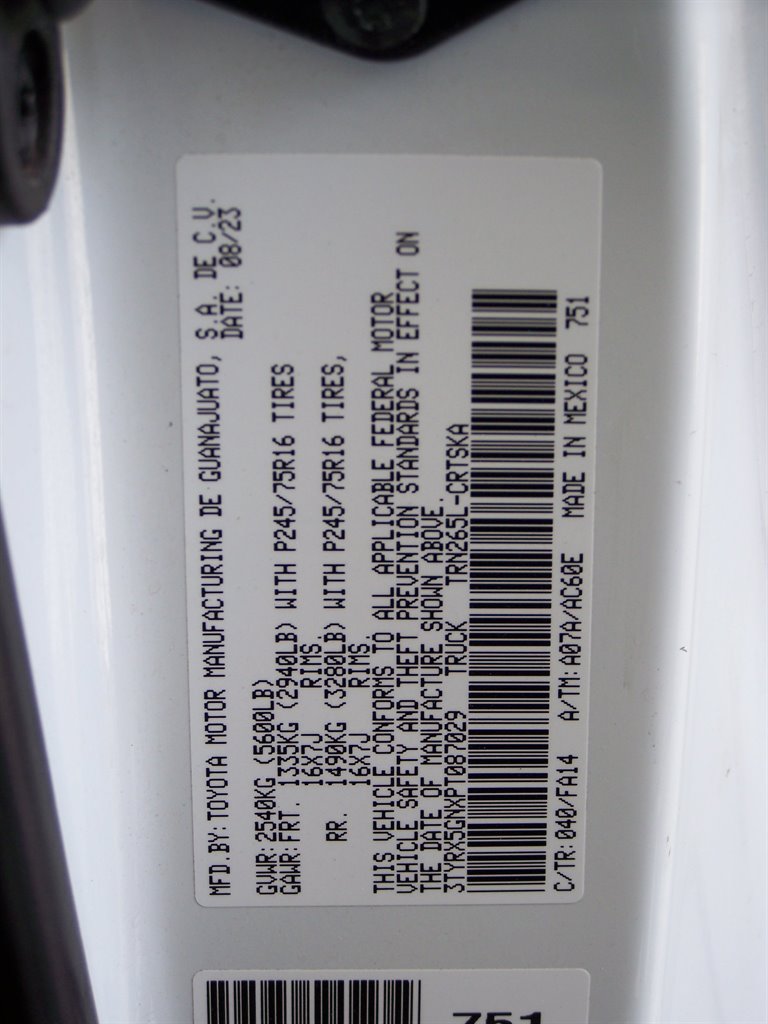 MFD.BY: TOYOTA MOTOR MANUFACTURING DE GUANAJUATO, S.A. DE C.V.
DATE: 08/23
GVWR: 2540KG (5600LB)
GAWR: FRT. 1335KG (2940LB) WITH P245/75R16 TIRES
16X7J RIMS.
RR. 1490KG (3280LB) WITH P245/75R16 TIRES,
16X7J RIMS.
THIS VEHICLE CONFORMS TO ALL APPLICABLE FEDERAL MOTOR
VEHICLE SAFETY AND THEFT PREVENTION STANDARDS IN EFFECT ON
THE DATE OF MANUFACTURE SHOWN ABOVE.
3TYRX5GNXPT087029 TRUCK TRN265L-CRTSKA
C/TR: 040/FA14 A/TM: A07A/AC60E MADE IN MEXICO 751
751